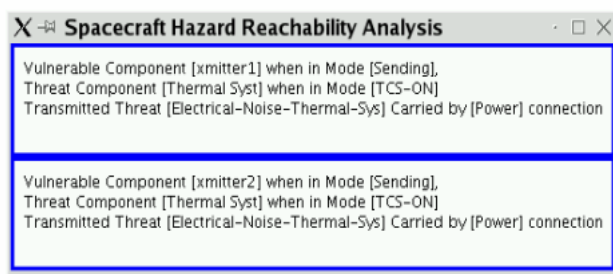 Spacecraft Hazard Reachability Analysis
Vulnerable Component [xmitter1] when in Mode [Sending],
Threat Component [Thermal Syst] when in Mode [TCS-ON]
Transmitted Threat [Electrical-Noise-Thermal-Sys] Carried by [Power] connection
Vulnerable Component [xmitter2] when in Mode [Sending],
Threat Component [Thermal Syst] when in Mode [TCS-ON]
Transmitted Threat [Electrical-Noise-Thermal-Sys] Carried by [Power] connection